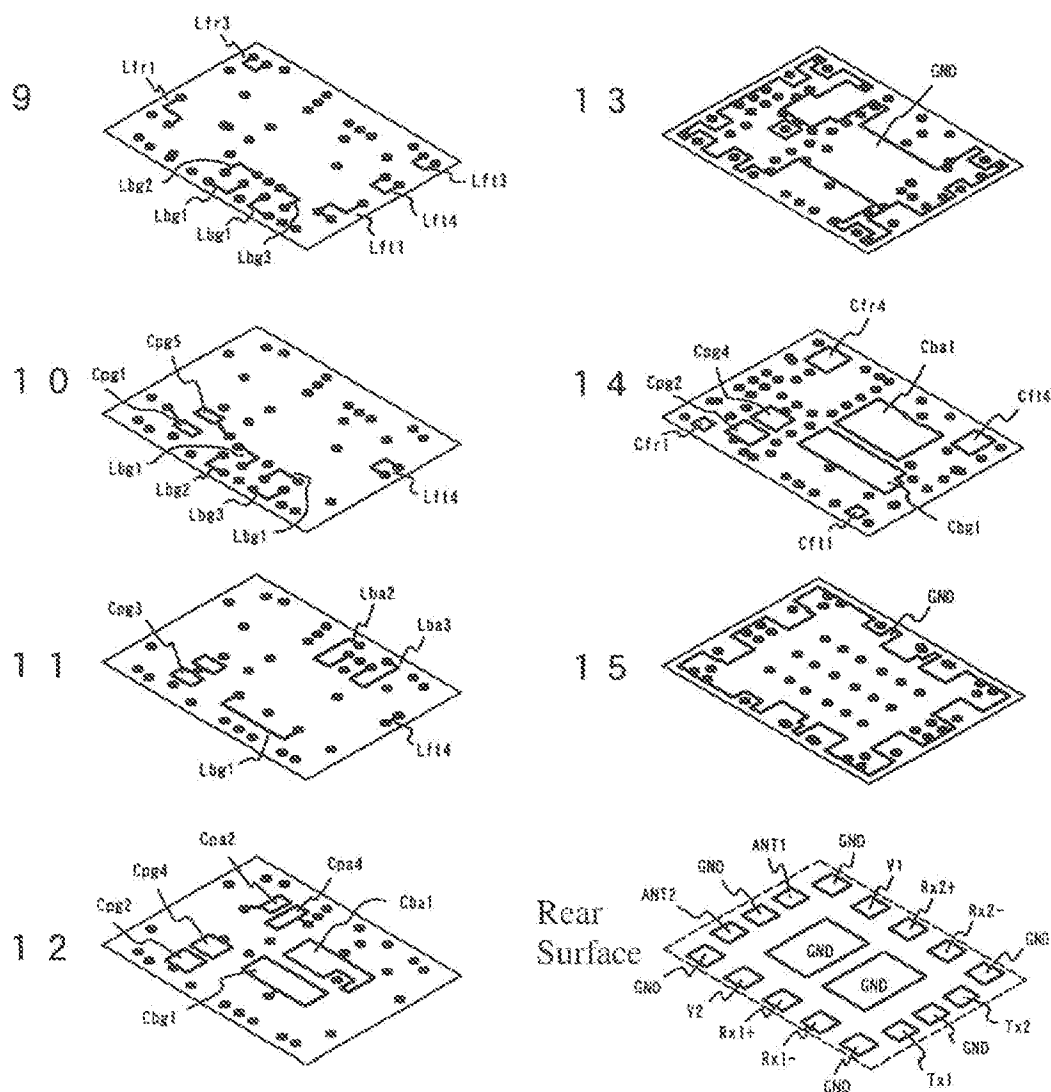 9
Lfr3
Lfr1
Lbg2
Lbg1
Lbg1
Lbg3
Lft3
Lft4
Lft1
10
Cpg5
Cpg1
Lbg1
Lbg2
Lbg3
Lbg1
Lft4
11
Cpg3
Lba2
Lba3
Lbg1
Lft4
12
Cpa2
Cpg4
Cpa4
Cpg2
Cba1
Cbg1
13
GND
14
Cfr4
Cpg4
Cba1
Cpg2
Cft4
Cfr1
Cbg1
Cft1
15
GND
Rear
Surface
ANT1
GND
GND
V1
ANT2
Rx2+
Rx2-
GND
GND
GND
GND
V2
Rx1+
Rx1-
GND
Tx1
GND
Tx2